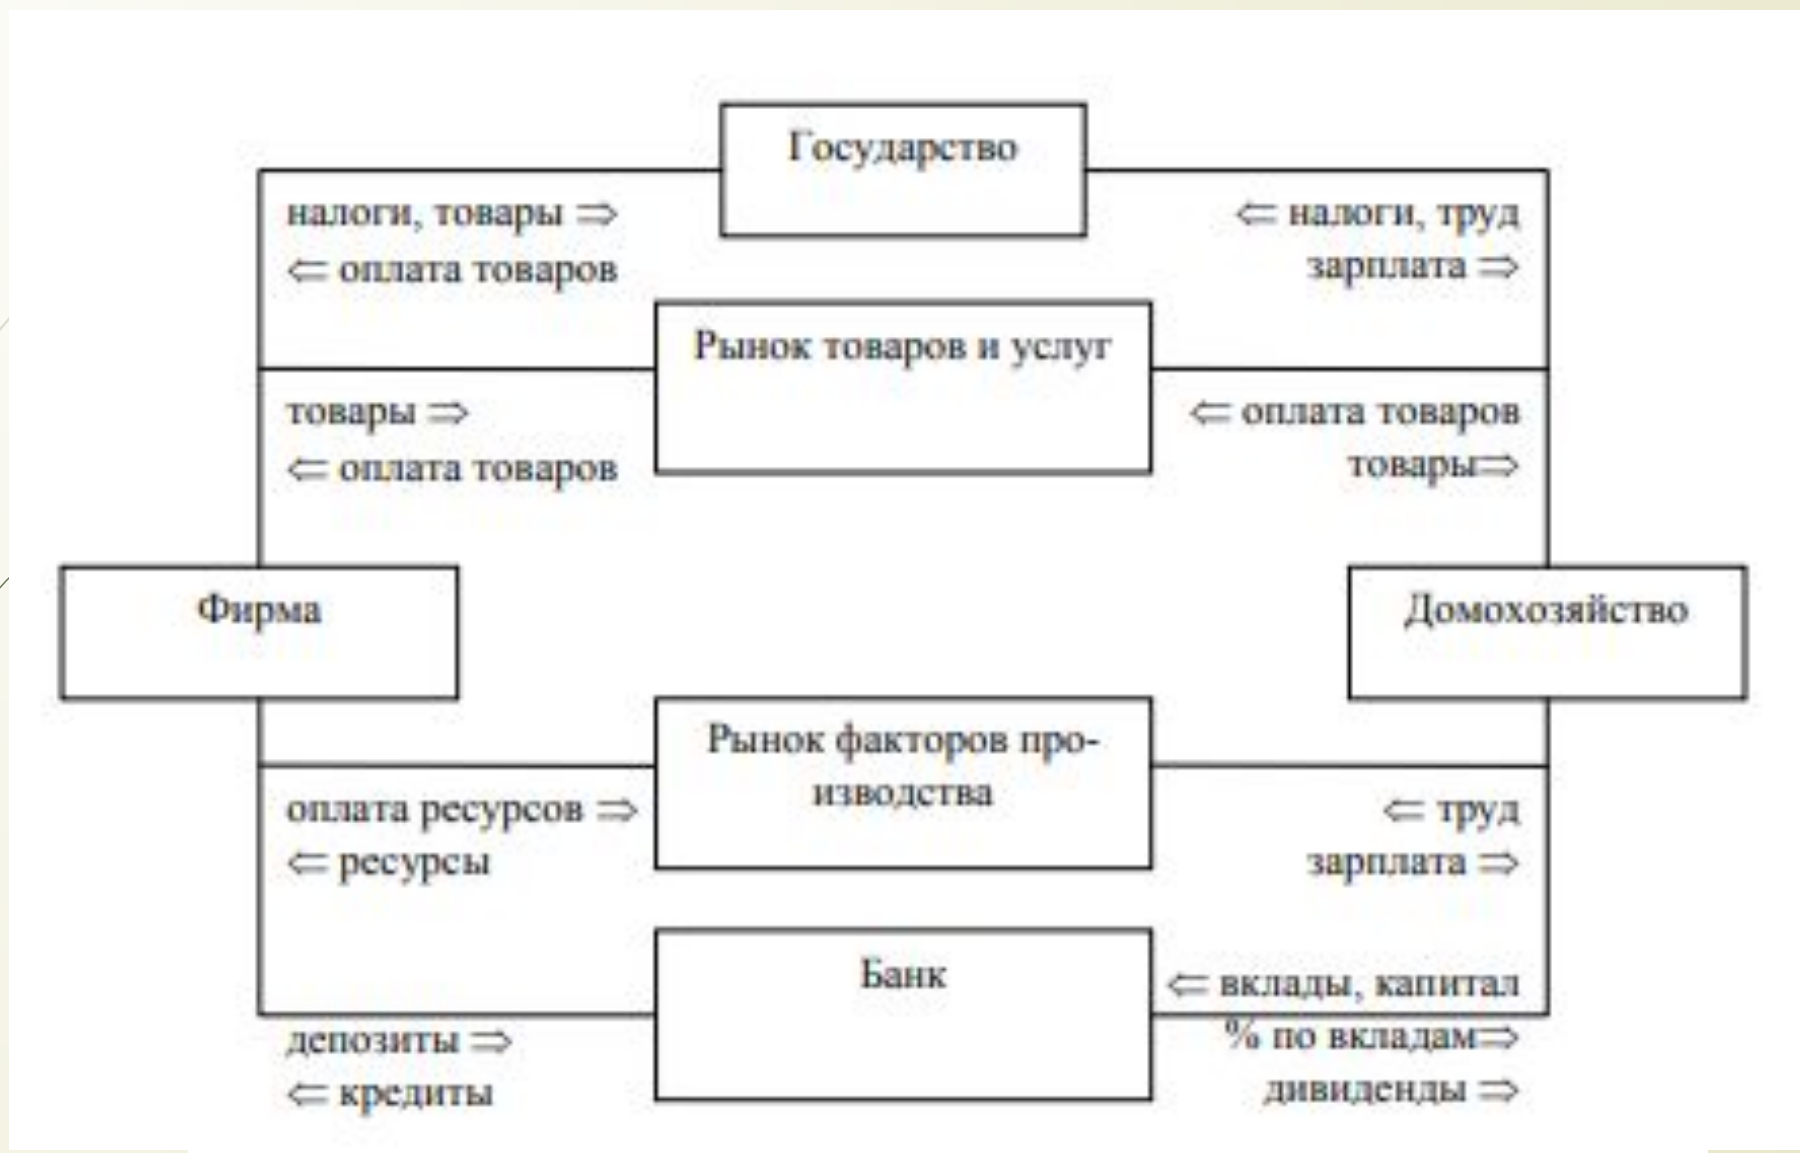 Государство
налоги, товары ⇒
⇐ оплата товаров
⇐ налоги, труд
зарплата ⇒
Рынок товаров и услуг
товары ⇒
⇐ оплата товаров
⇐ оплата товаров
товары⇒
Фирма
Домохозяйство
Рынок факторов про-
изводства
оплата ресурсов ⇒
⇐ ресурсы
⇐ труд
зарплата ⇒
Банк
депозиты ⇒
⇐ кредиты
⇐ вклады, капитал
% по вкладам⇒
дивиденды ⇒